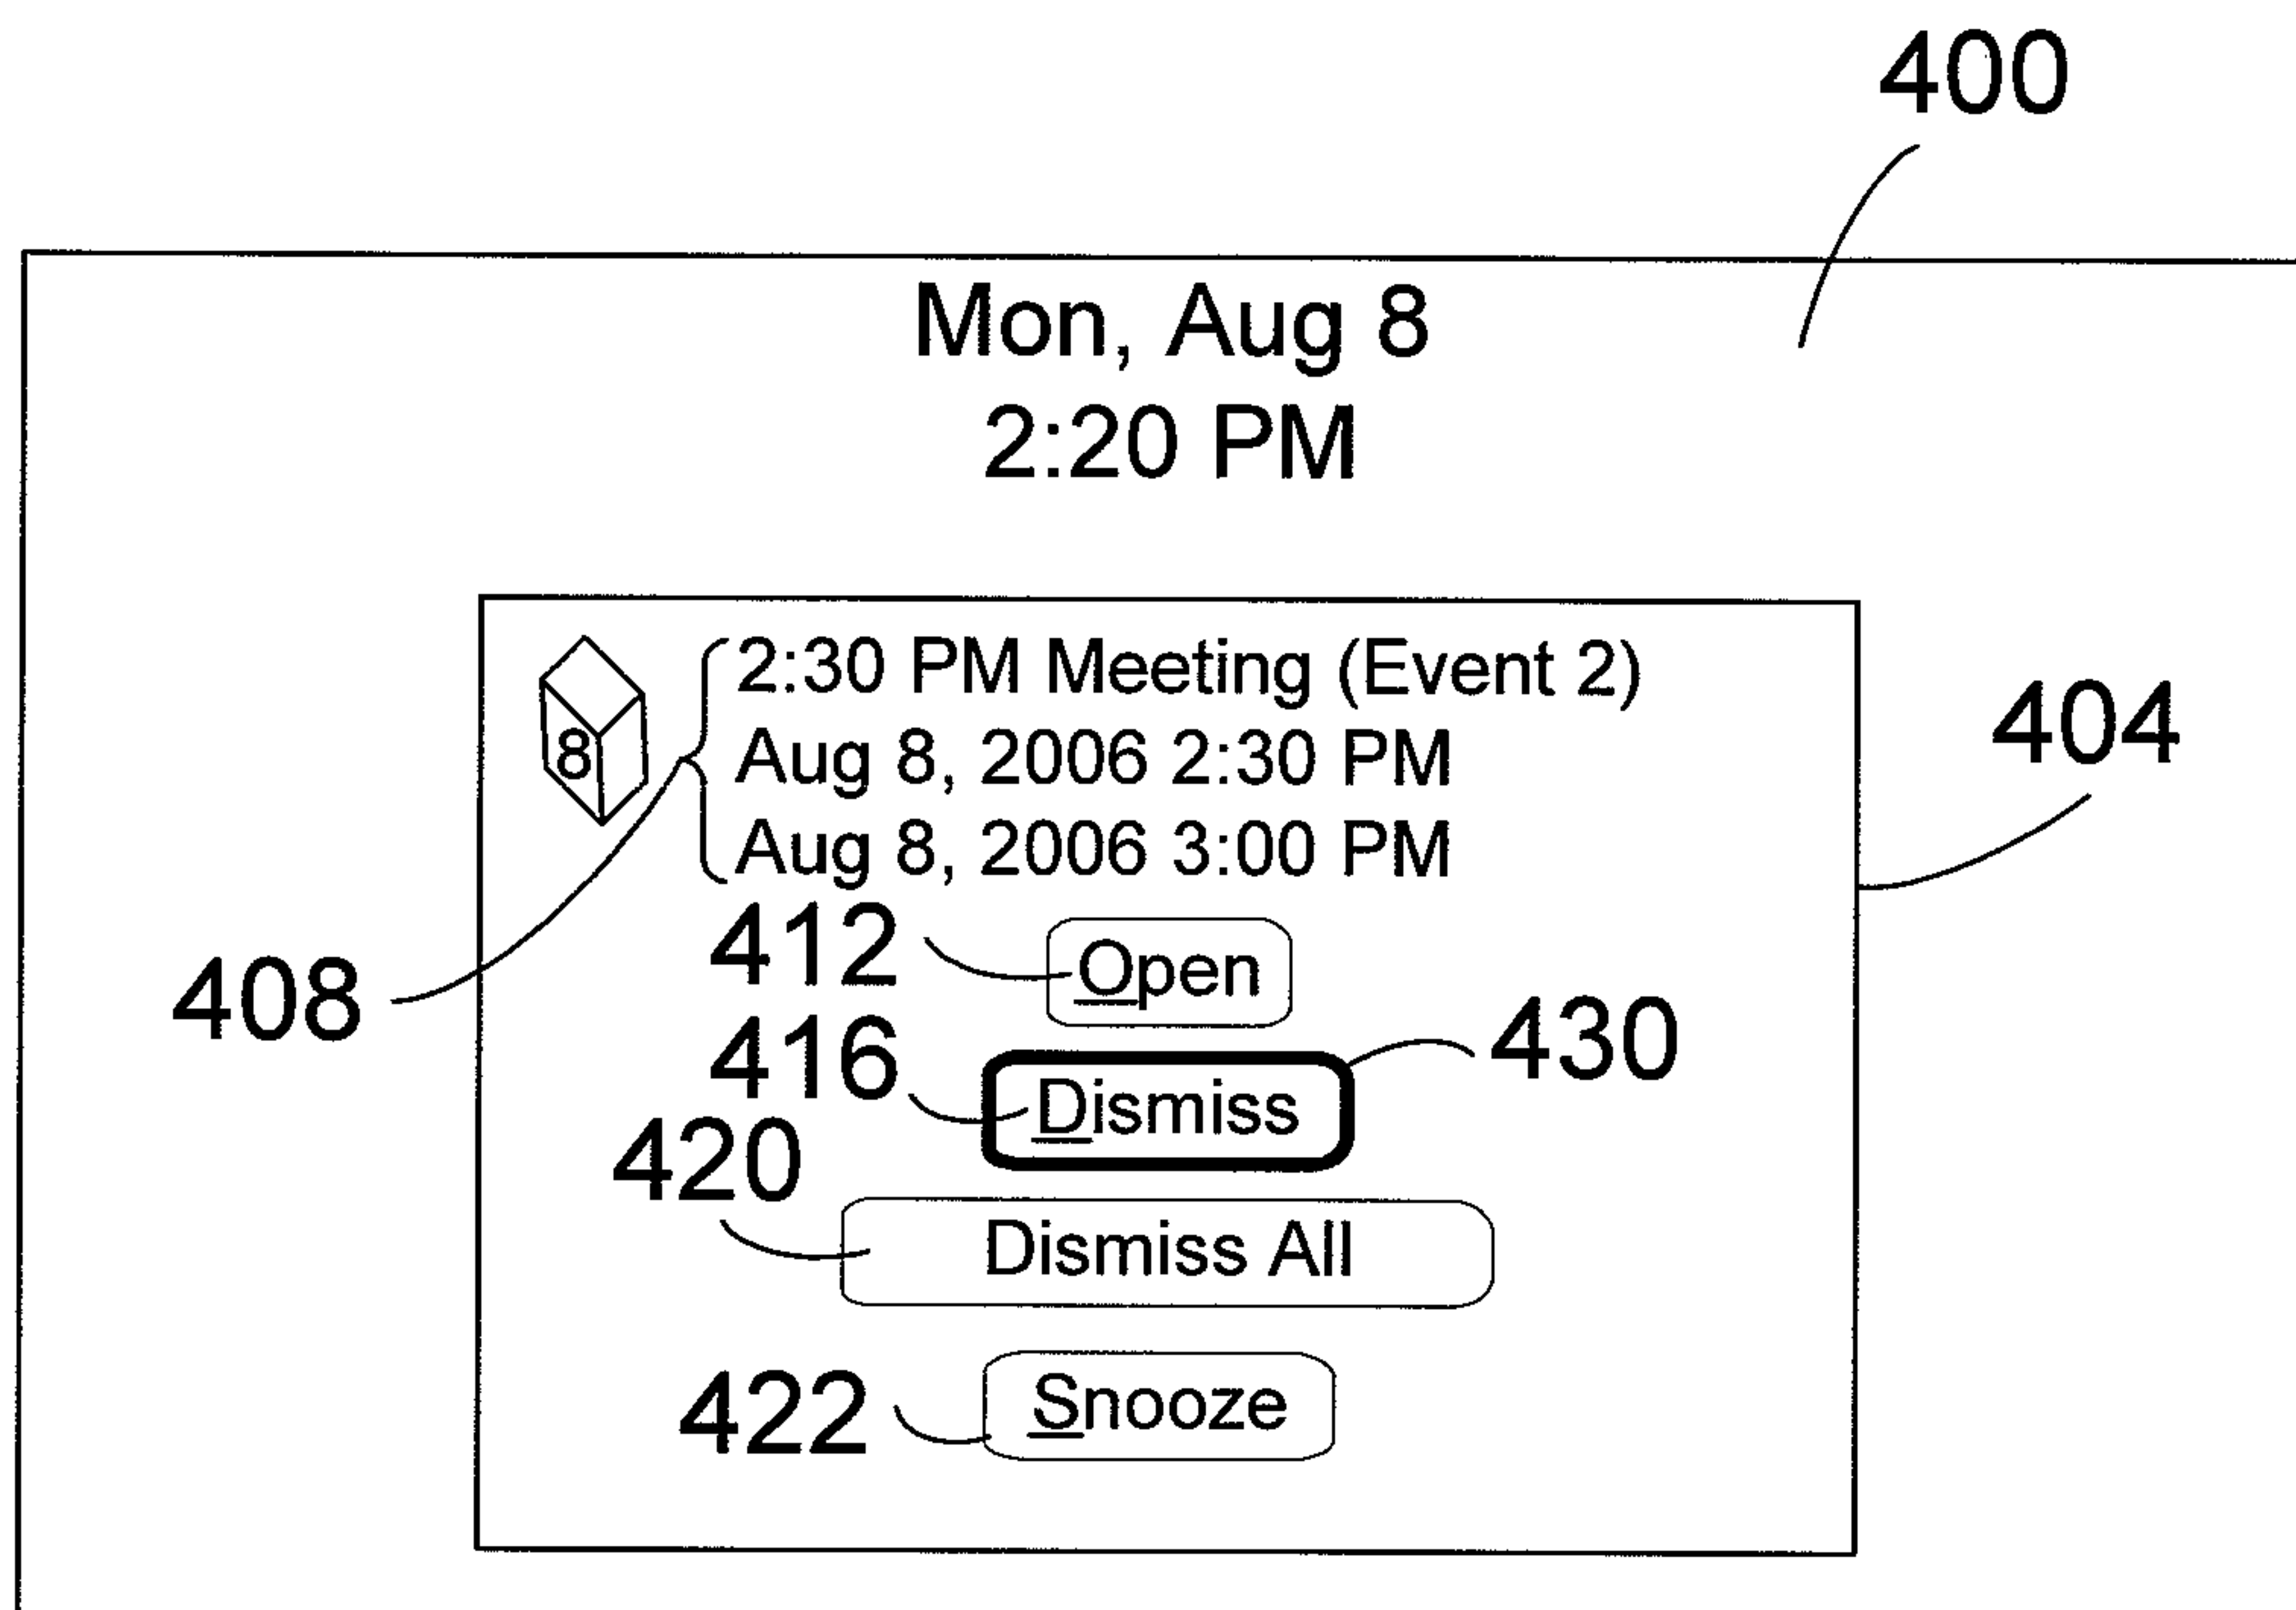 400
Mon, Aug 8
2:20 PM
2:30 PM Meeting (Event 2)
8
Aug 8, 2006 2:30 PM
404
Aug 8, 2006 3:00 PM
408
412
Open
416
Dismiss
430
420
Dismiss All
422
Snooze